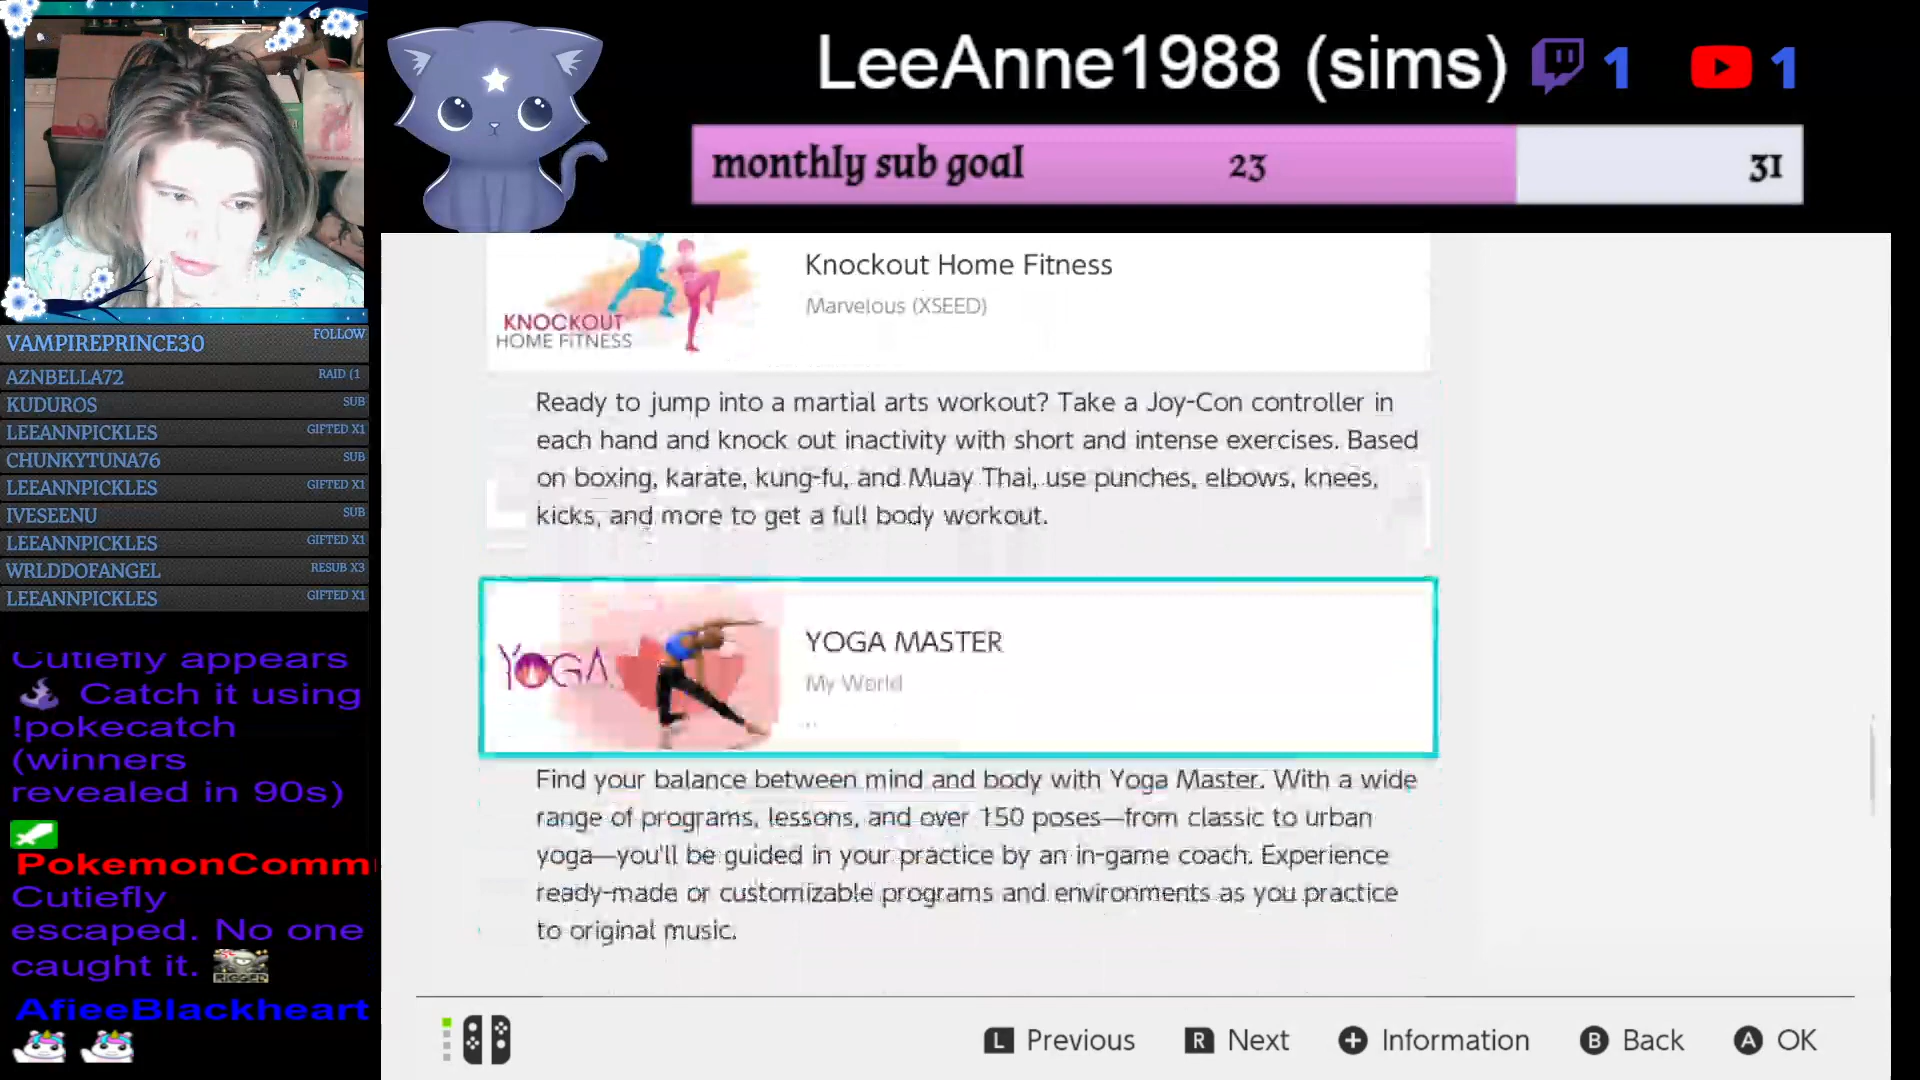 LeeAnne1988 (sims) 1 1
monthly sub goal 23 31
VAMPIREPRINCE30 FOLLOW
AZNBELLA72 RAID (1
KUDUROS SUB
LEEANNPICKLES GIFTED X1
CHUNKYTUNA76 SUB
LEEANNPICKLES GIFTED X1
IVESEENU SUB
LEEANNPICKLES GIFTED X1
WRLDDOFANGEL RESUB X3
LEEANNPICKLES GIFTED X1
Cutiefly appears
Catch it using
!pokecatch
(winners
revealed in 90s)
PokemonComm
Cutiefly
escaped. No one
caught it.
AfieeBlackheart
KNOCKOUT
HOME FITNESS
Knockout Home Fitness
Marvelous (XSEED)
Ready to jump into a martial arts workout? Take a Joy-Con controller in
each hand and knock out inactivity with short and intense exercises. Based
on boxing, karate, kung-fu, and Muay Thai, use punches, elbows, knees,
kicks, and more to get a full body workout.
YOGA
YOGA MASTER
My World
Find your balance between mind and body with Yoga Master. With a wide
range of programs, lessons, and over 150 poses—from classic to urban
yoga—you'll be guided in your practice by an in-game coach. Experience
ready-made or customizable programs and environments as you practice
to original music.
L Previous R Next + Information B Back A OK